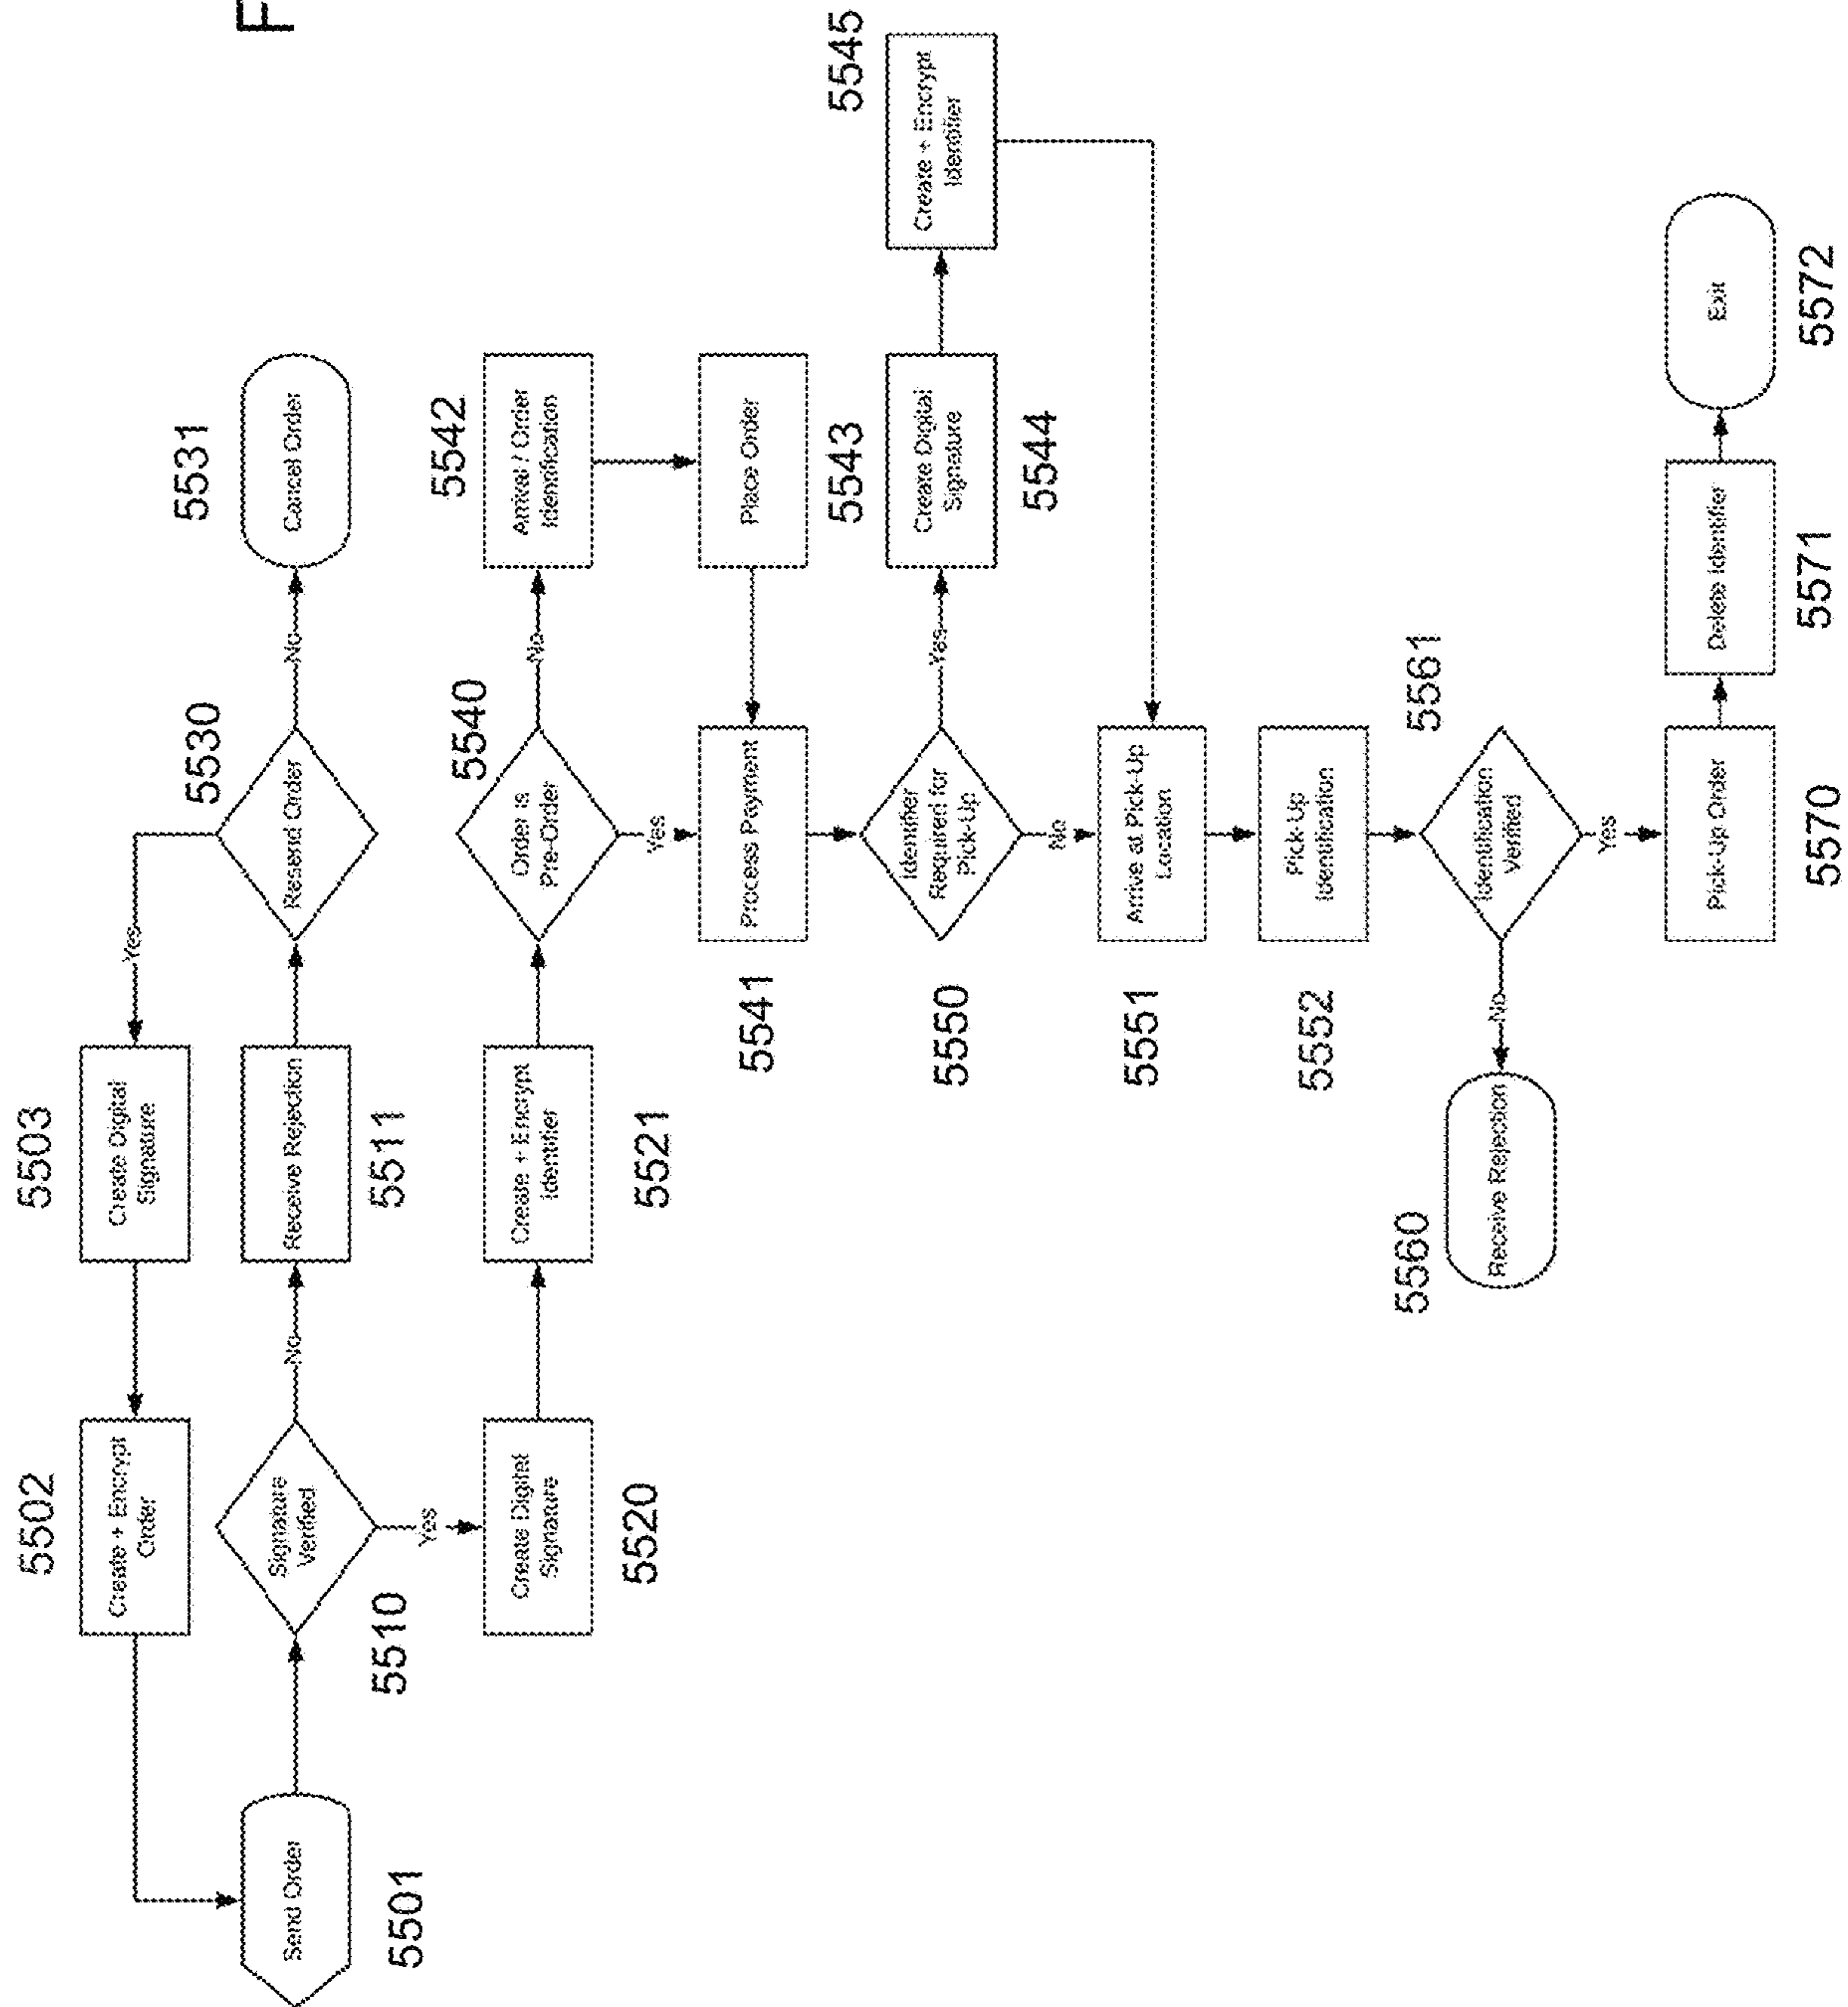 5502
Create + Encrypt
Order
5503
Create Digital
Signature
Yes
F
5501
Send Order
5510
Signature
Verified
No
Receive Rejection
5511
5530
Resend Order
No
5531
Cancel Order
Yes
Create Digital
Signature
5520
Create + Encrypt
Identifier
5521
5540
Order is
Pre-Order
No
5542
Arrival / Order
Identification
Yes
5541
Process Payment
Place Order
5543
5550
Identifier
Required for
Pick-Up
Yes
Create Digital
Signature
5544
5545
Create + Encrypt
Identifier
No
5551
Arrive at Pick-Up
Location
5552
Pick-Up
Identification
5560
Receive Rejection
No
5561
Identification
Verified
Yes
Pick-Up Order
5570
Delete Identifier
5571
Exit
5572